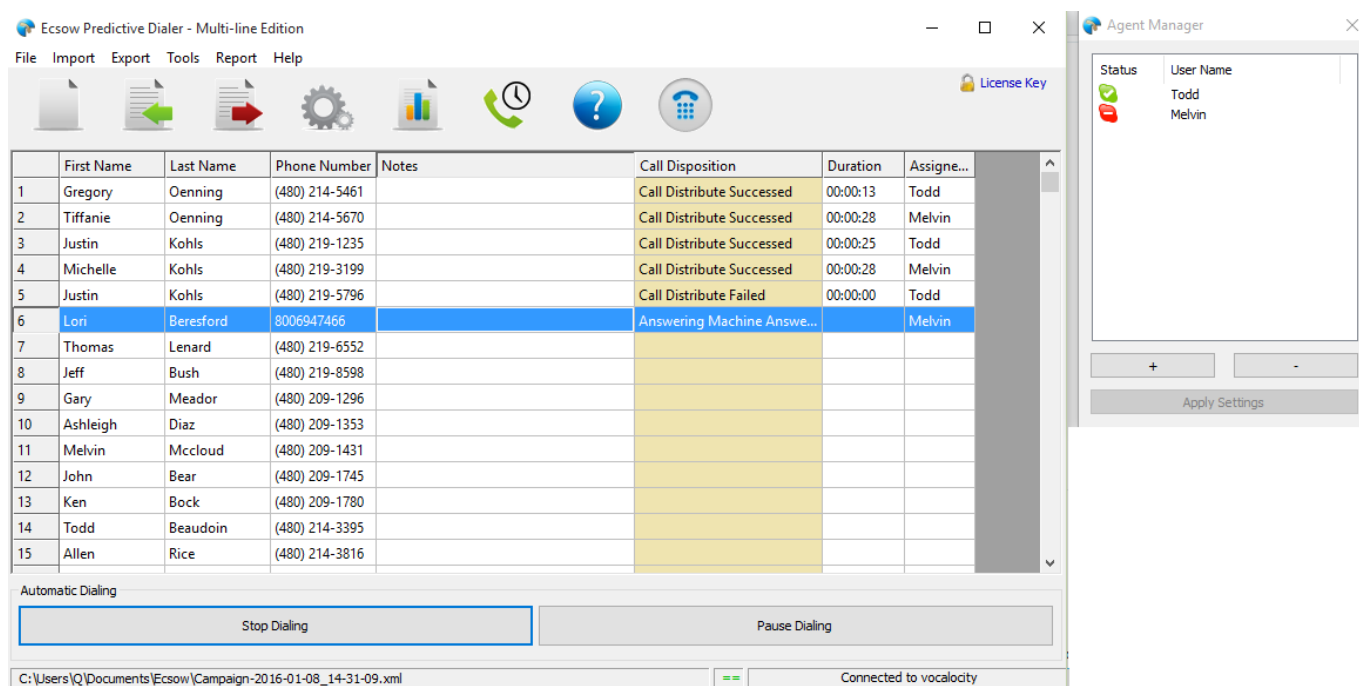 Ecsow Predictive Dialer - Multi-line Edition
File Import Export Tools Report Help
License Key
First Name Last Name Phone Number Notes Call Disposition Duration Assigne...
1 Gregory Oenning (480) 214-5461 Call Distribute Successed 00:00:13 Todd
2 Tiffanie Oenning (480) 214-5670 Call Distribute Successed 00:00:28 Melvin
3 Justin Kohls (480) 219-1235 Call Distribute Successed 00:00:25 Todd
4 Michelle Kohls (480) 219-3199 Call Distribute Successed 00:00:28 Melvin
5 Justin Kohls (480) 219-5796 Call Distribute Failed 00:00:00 Todd
6 Lori Beresford 8006947466 Answering Machine Answe... Melvin
7 Thomas Lenard (480) 219-6552
8 Jeff Bush (480) 219-8598
9 Gary Meador (480) 209-1296
10 Ashleigh Diaz (480) 209-1353
11 Melvin Mccloud (480) 209-1431
12 John Bear (480) 209-1745
13 Ken Bock (480) 209-1780
14 Todd Beaudoin (480) 214-3395
15 Allen Rice (480) 214-3816
Automatic Dialing
Stop Dialing Pause Dialing
C:\Users\Q\Documents\Ecsow\Campaign-2016-01-08_14-31-09.xml == Connected to vocalocity
Agent Manager
Status User Name
Todd
Melvin
+ -
Apply Settings